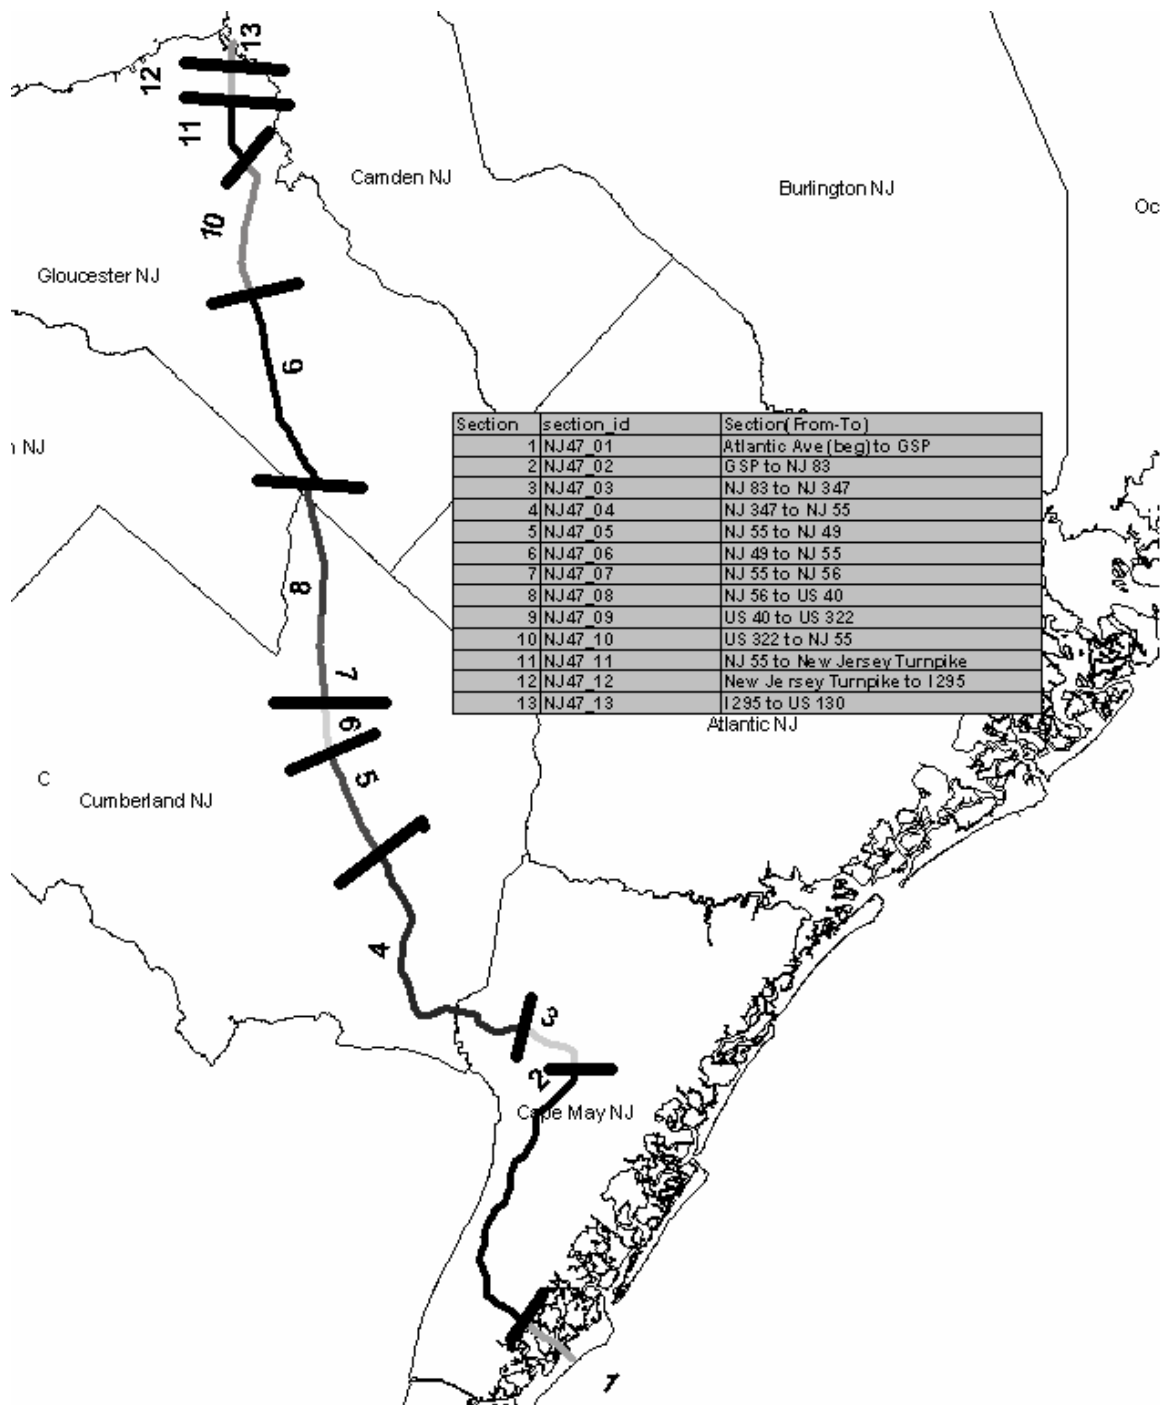 13
12
11
Camden NJ
Burlington NJ
Oc
10
Gloucester NJ
9
Section section_id Section(From-To)
1 NJ47_01 Atlantic Ave(beg)to GSP
2 NJ47_02 GSP to NJ 83
3 NJ47_03 NJ 83 to NJ 347
4 NJ47_04 NJ 347 to NJ 55
5 NJ47_05 NJ 55 to NJ 49
6 NJ47_06 NJ 49 to NJ 55
7 NJ47_07 NJ 55 to NJ 56
8 NJ47_08 NJ 56 to US 40
9 NJ47_09 US 40 to US 322
10 NJ47_10 US 322 to NJ 55
11 NJ47_11 NJ 55 to New Jersey Turnpike
12 NJ47_12 New Jersey Turnpike to I295
13 NJ47_13 I295 to US 130
n NJ
8
7
6
Atlantic NJ
5
C
Cumberland NJ
4
3
2
Cape May NJ
1